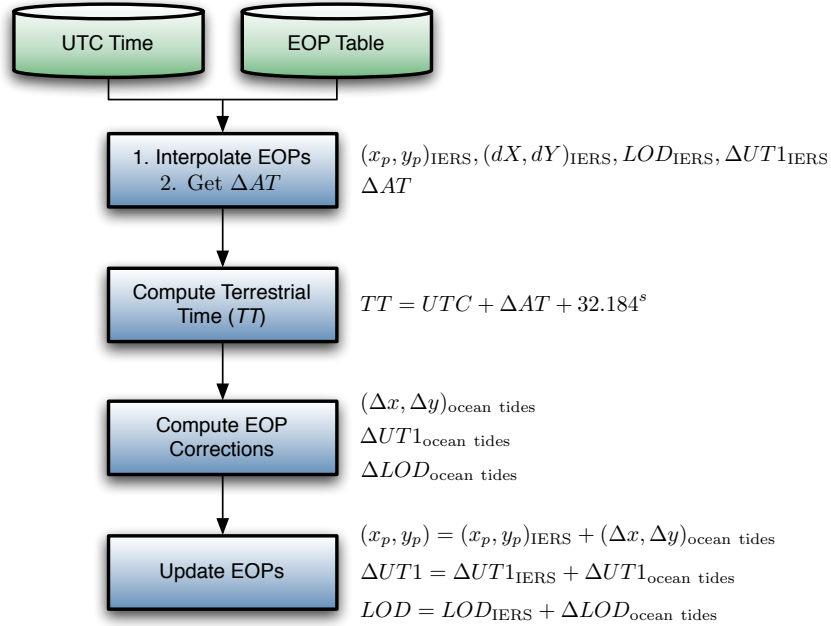 UTC Time
EOP Table
1. Interpolate EOPs
2. Get ΔAT
(x_p, y_p)_IERS, (dX, dY)_IERS, LOD_IERS, ΔUT1_IERS
ΔAT
Compute Terrestrial
Time (TT)
TT = UTC + ΔAT + 32.184^s
Compute EOP
Corrections
(Δx, Δy)_ocean tides
ΔUT1_ocean tides
ΔLOD_ocean tides
Update EOPs
(x_p, y_p) = (x_p, y_p)_IERS + (Δx, Δy)_ocean tides
ΔUT1 = ΔUT1_IERS + ΔUT1_ocean tides
LOD = LOD_IERS + ΔLOD_ocean tides